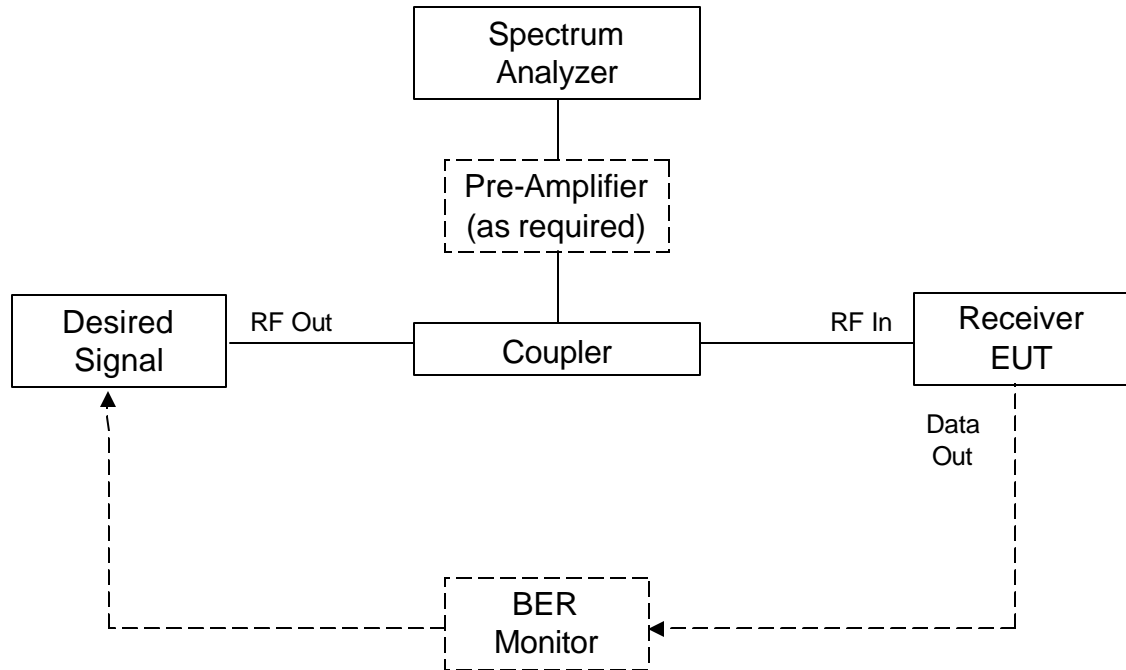 Spectrum
Analyzer
Pre-Amplifier
(as required)
Desired
Signal
RF Out
Coupler
RF In
Receiver
EUT
Data
Out
BER
Monitor